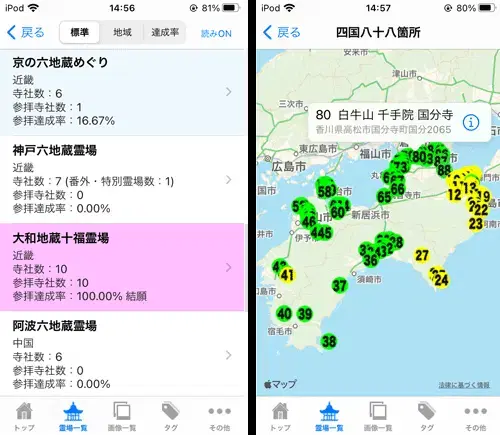 iPod 14:56 81%
戻る 標準 地域 達成率 読みON
京の六地蔵めぐり
近畿
寺社数：6
参拝寺社数：1
参拝達成率：16.67%
神戸六地蔵霊場
近畿
寺社数：7 (番外・特別霊場数：1)
参拝寺社数：0
参拝達成率：0.00%
大和地蔵十福霊場
近畿
寺社数：10
参拝寺社数：10
参拝達成率：100.00% 結願
阿波六地蔵霊場
中国
寺社数：6
参拝寺社数：0
参拝達成率：0.00%
トップ 霊場一覧 画像一覧 タグ その他
iPod 14:57 80%
戻る 四国八十八箇所
安来市
津山市
三次市
80 白牛山 千手院 国分寺
香川県高松市国分寺町国分2065
東広島市
広島市
福山市
80
88
58
66
65
12
13
19
22
23
60
新居浜市
445
36
27
24
41
37
須崎市
40
39
宿毛市
38
マップ
法律に基づく情報
トップ 霊場一覧 画像一覧 タグ その他